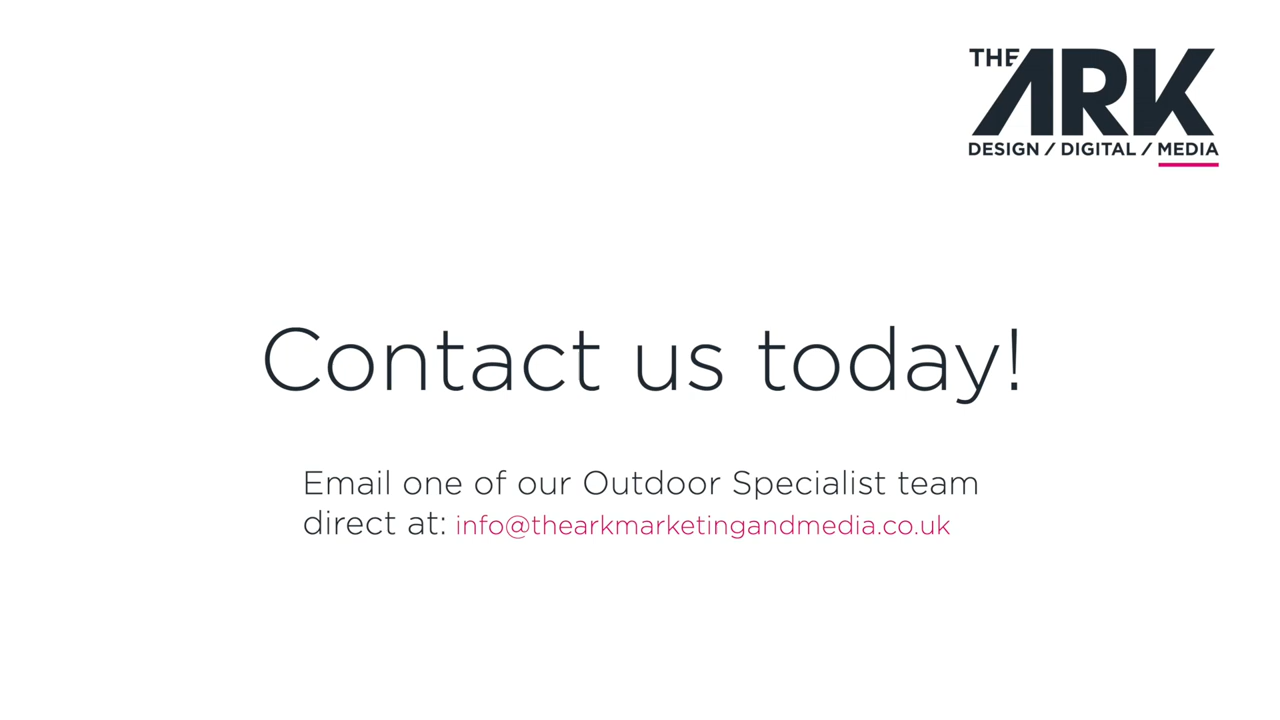 THE ARK
DESIGN / DIGITAL / MEDIA
Contact us today!
Email one of our Outdoor Specialist team
direct at: info@thearkmarketingandmedia.co.uk